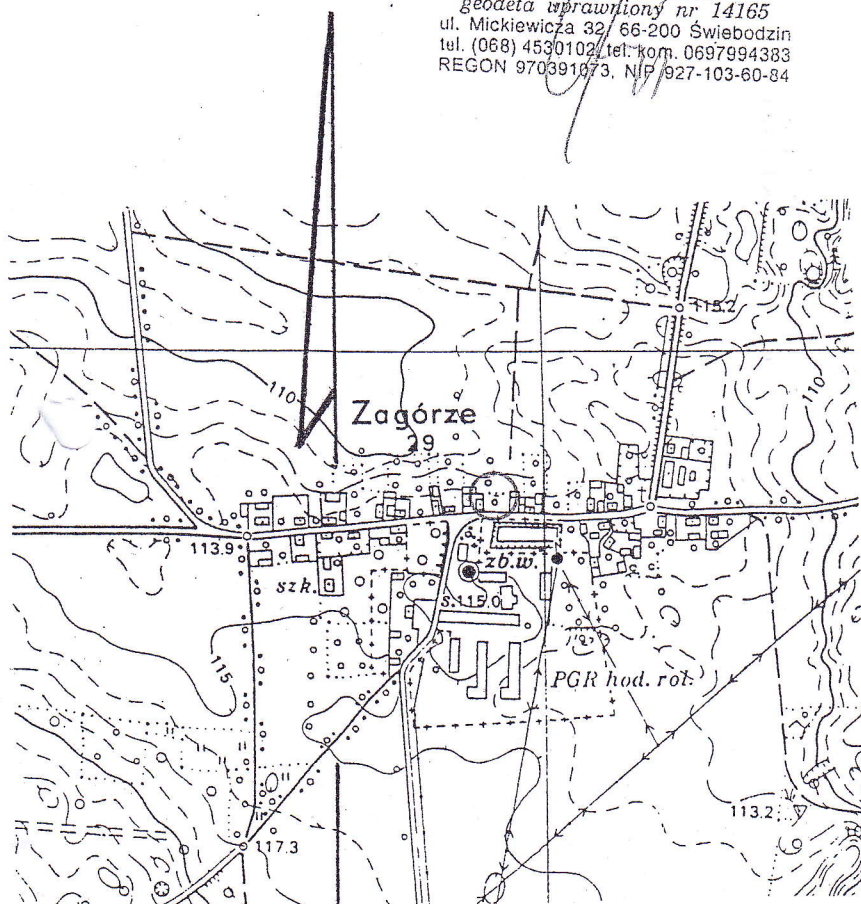 geodeta uprawniony nr 14165
ul. Mickiewicza 32, 66-200 Świebodzin
tel. (068) 4530102, tel. kom. 0697994383
REGON 970391073, NIP 927-103-60-84
115.2
110
110
Zagórze
29
113.9
zb.w.
szk.
s.115.0
115
PGR hod. rol.
113.2
117.3